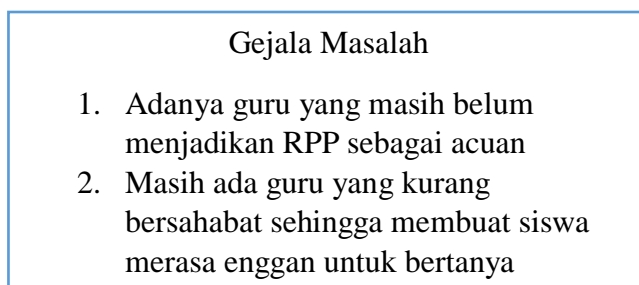 Gejala Masalah
1. Adanya guru yang masih belum
menjadikan RPP sebagai acuan
2. Masih ada guru yang kurang
bersahabat sehingga membuat siswa
merasa enggan untuk bertanya